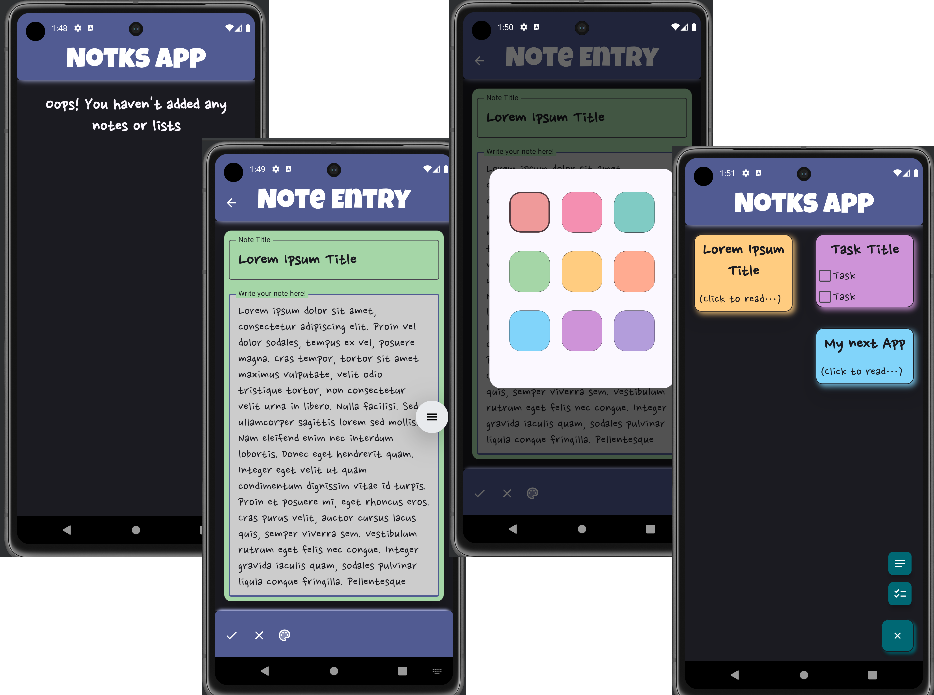 1:48
NOTKS APP
Oops! You haven't added any
notes or lists
1:49
Note Entry
Note Title
Lorem Ipsum Title
Write your note here!
Lorem ipsum dolor sit amet,
consectetur adipiscing elit. Proin vel
dolor sodales, tempus ex vel, posuere
magna. Cras tempor, tortor sit amet
maximus vulputate, velit odio
tristique tortor, non consectetur
velit urna in libero. Nulla facilisi. Sed
ullamcorper sagittis lorem sed mollis.
Nam eleifend enim nec interdum
lobortis. Donec eget hendrerit quam.
Integer eget velit ut quam
condimentum dignissim vitae id turpis.
Proin et posuere mi, eget rhoncus eros.
Cras purus velit, auctor cursus lacus
quis, semper viverra sem. Vestibulum
rutrum eget felis nec congue. Integer
gravida iaculis quam, sodales pulvinar
ligula congue fringilla. Pellentesque
1:50
Note Entry
Note Title
Lorem Ipsum Title
Write your note here!
Lorem ipsum dolor sit amet,
quis, semper viverra sem. Vestibulum
rutrum eget felis nec congue. Integer
gravida iaculis quam, sodales pulvinar
ligula congue fringilla. Pellentesque
1:51
NOTKS APP
Lorem Ipsum
Title
(Click to read...)
Task Title
Task
Task
My next App
(Click to read...)